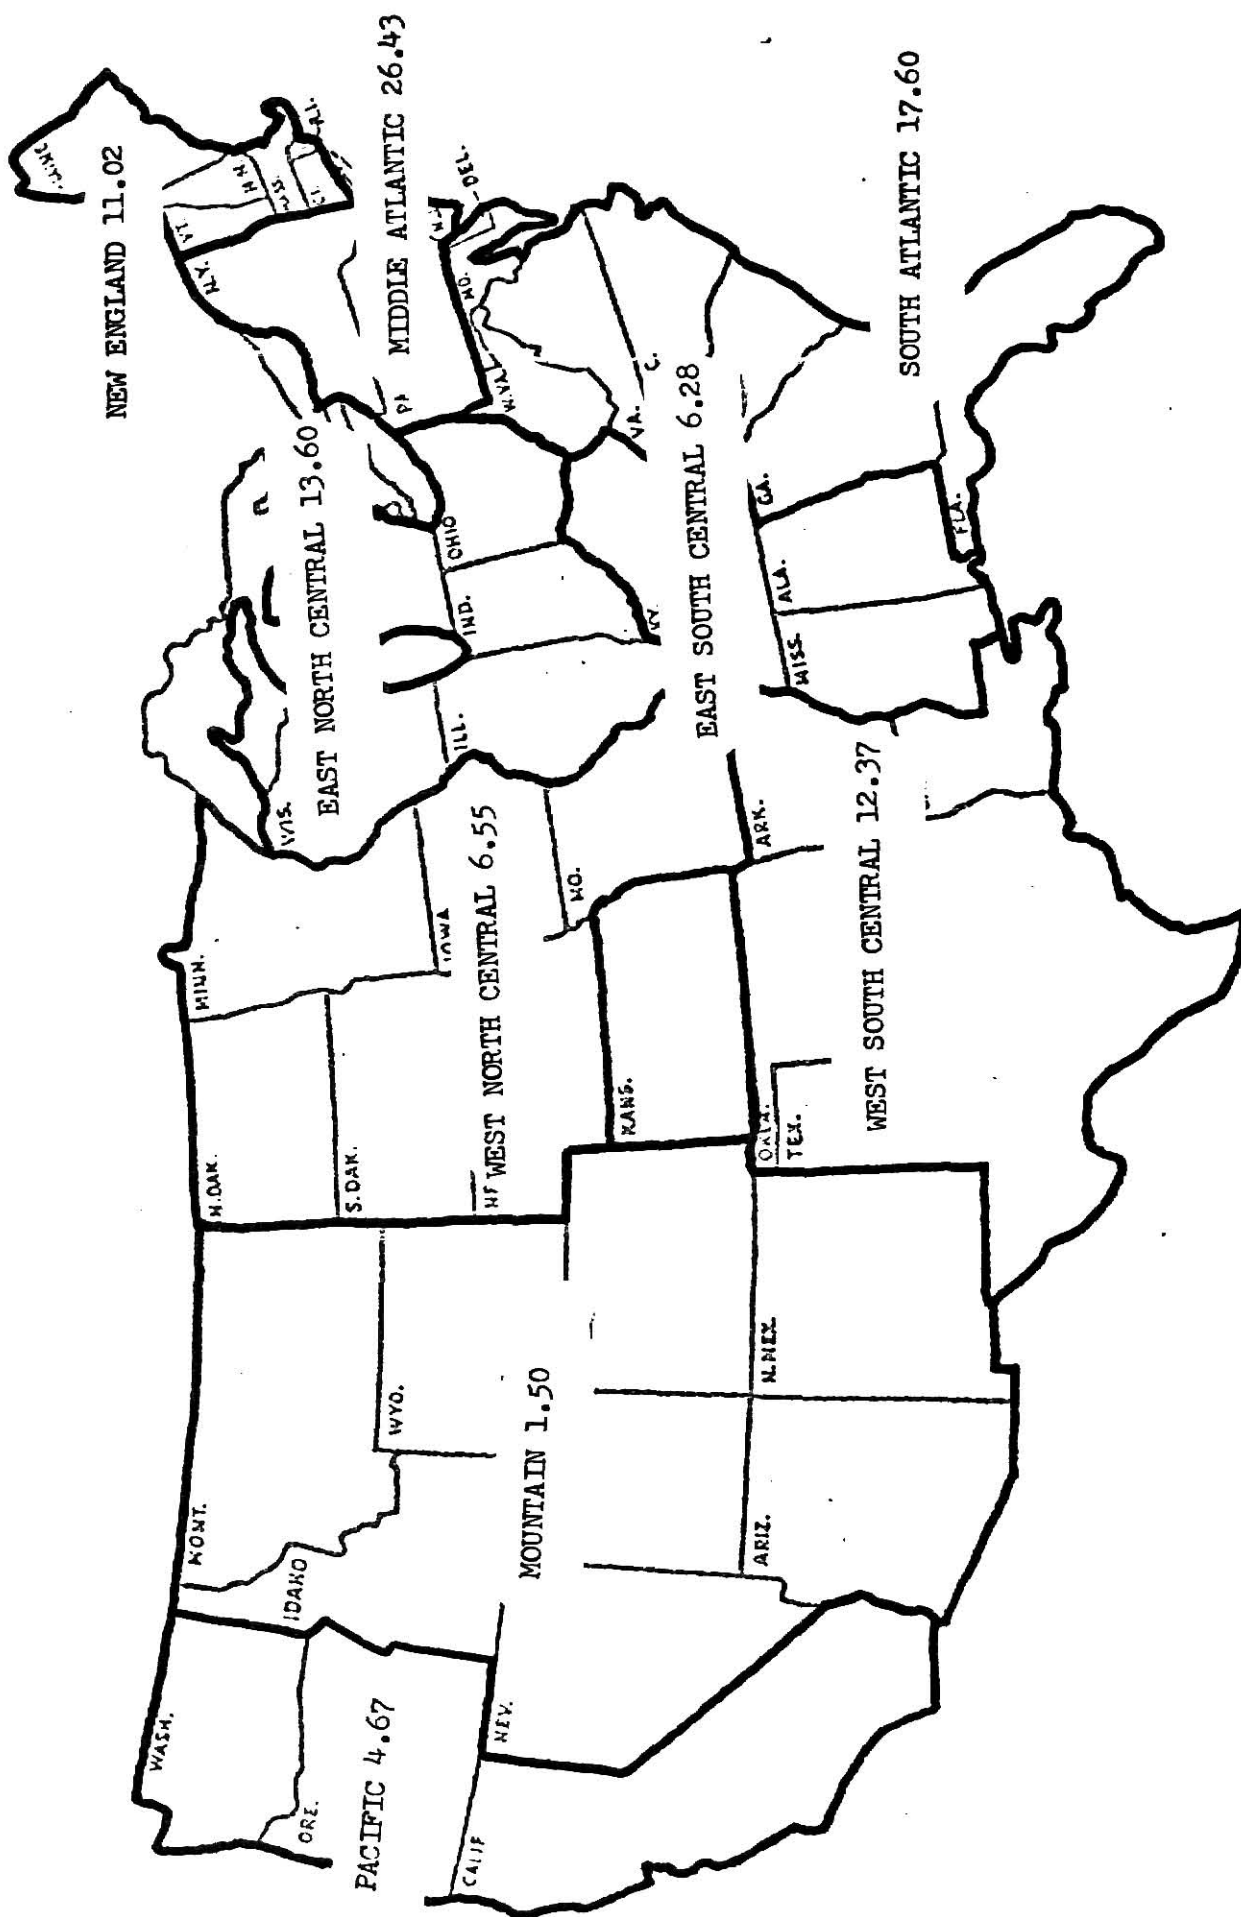 NEW ENGLAND 11.02
MIDDLE ATLANTIC 26.43
EAST NORTH CENTRAL 13.60
WEST NORTH CENTRAL 6.55
PACIFIC 4.67
MOUNTAIN 1.50
EAST SOUTH CENTRAL 6.28
WEST SOUTH CENTRAL 12.37
SOUTH ATLANTIC 17.60
WASH.
MONT.
N.DAK.
MINN.
WIS.
VT.
N.H.
N.Y.
R.I.
ORE.
IDAHO
S.DAK.
WYO.
IOWA
ILL.
IND.
OHIO
PA
MD.
DEL.
W.VA.
CALIF
NEV.
KANS.
MO.
KY.
VA.
C.
ARIZ.
N.MEX.
OKLA.
TEX.
ARK.
MISS.
ALA.
GA.
FLA.